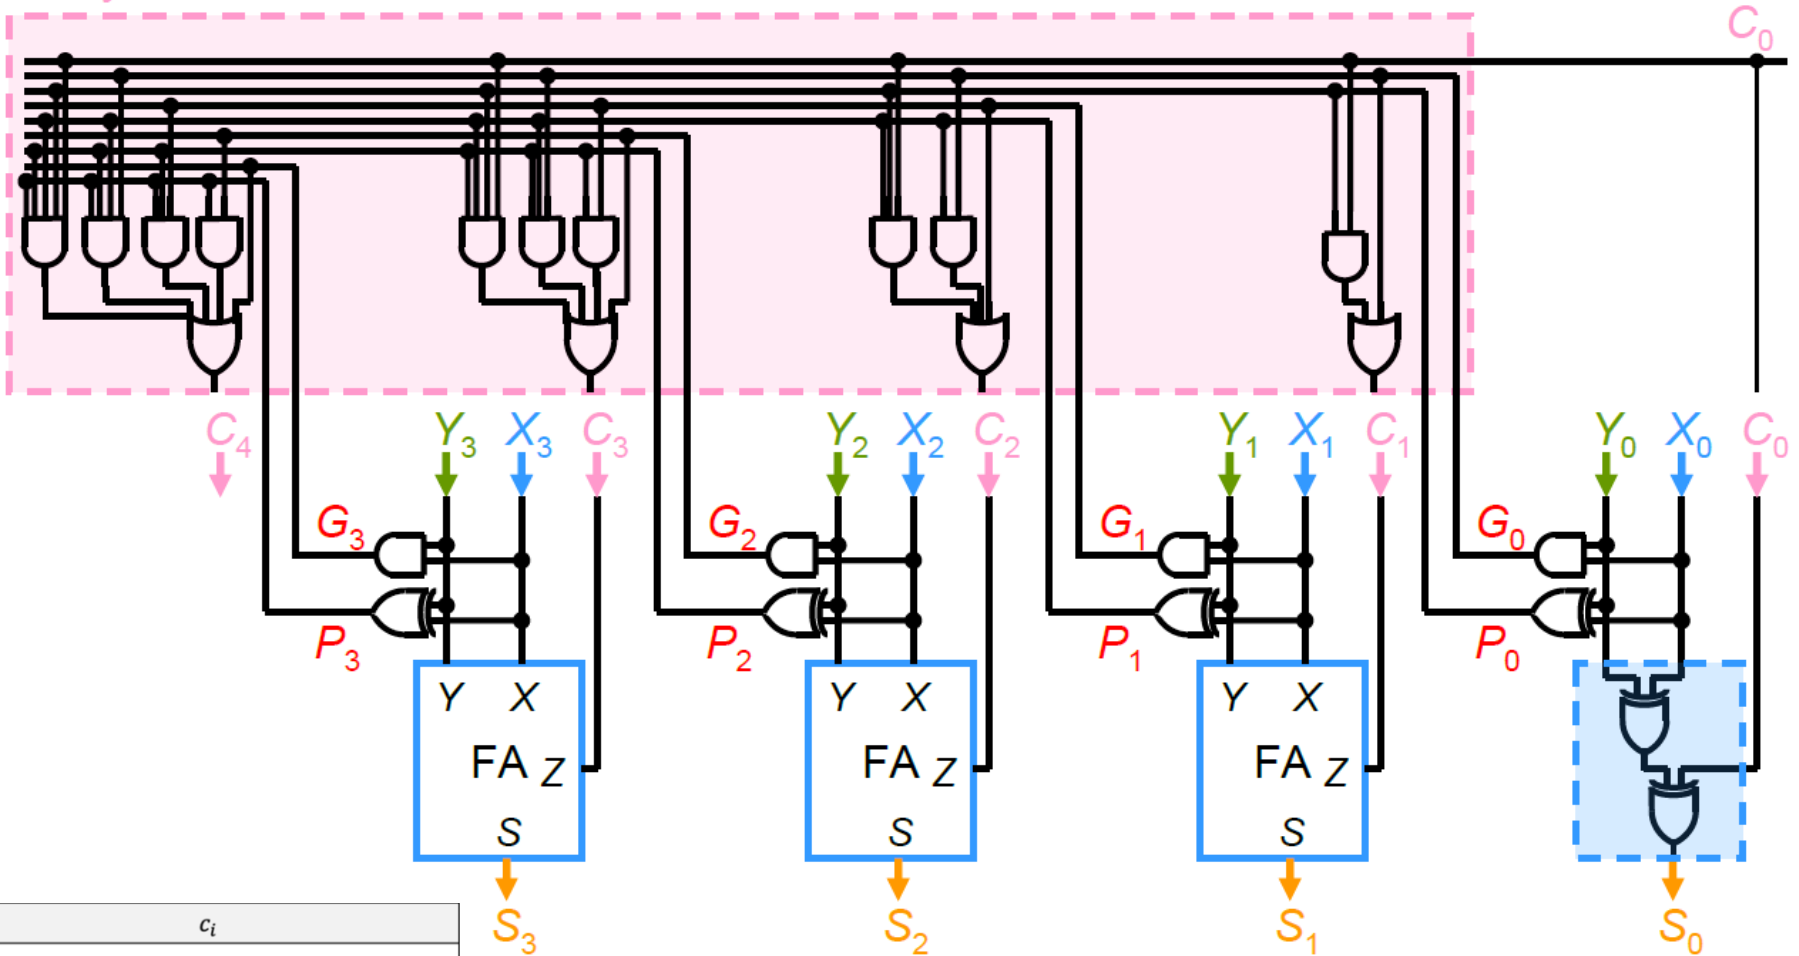 C0
C4 Y3 X3 C3 Y2 X2 C2 Y1 X1 C1 Y0 X0 C0
G3 G2 G1 G0
P3 P2 P1 P0
Y X Y X Y X
FA Z FA Z FA Z
S S S
ci
S3 S2 S1 S0